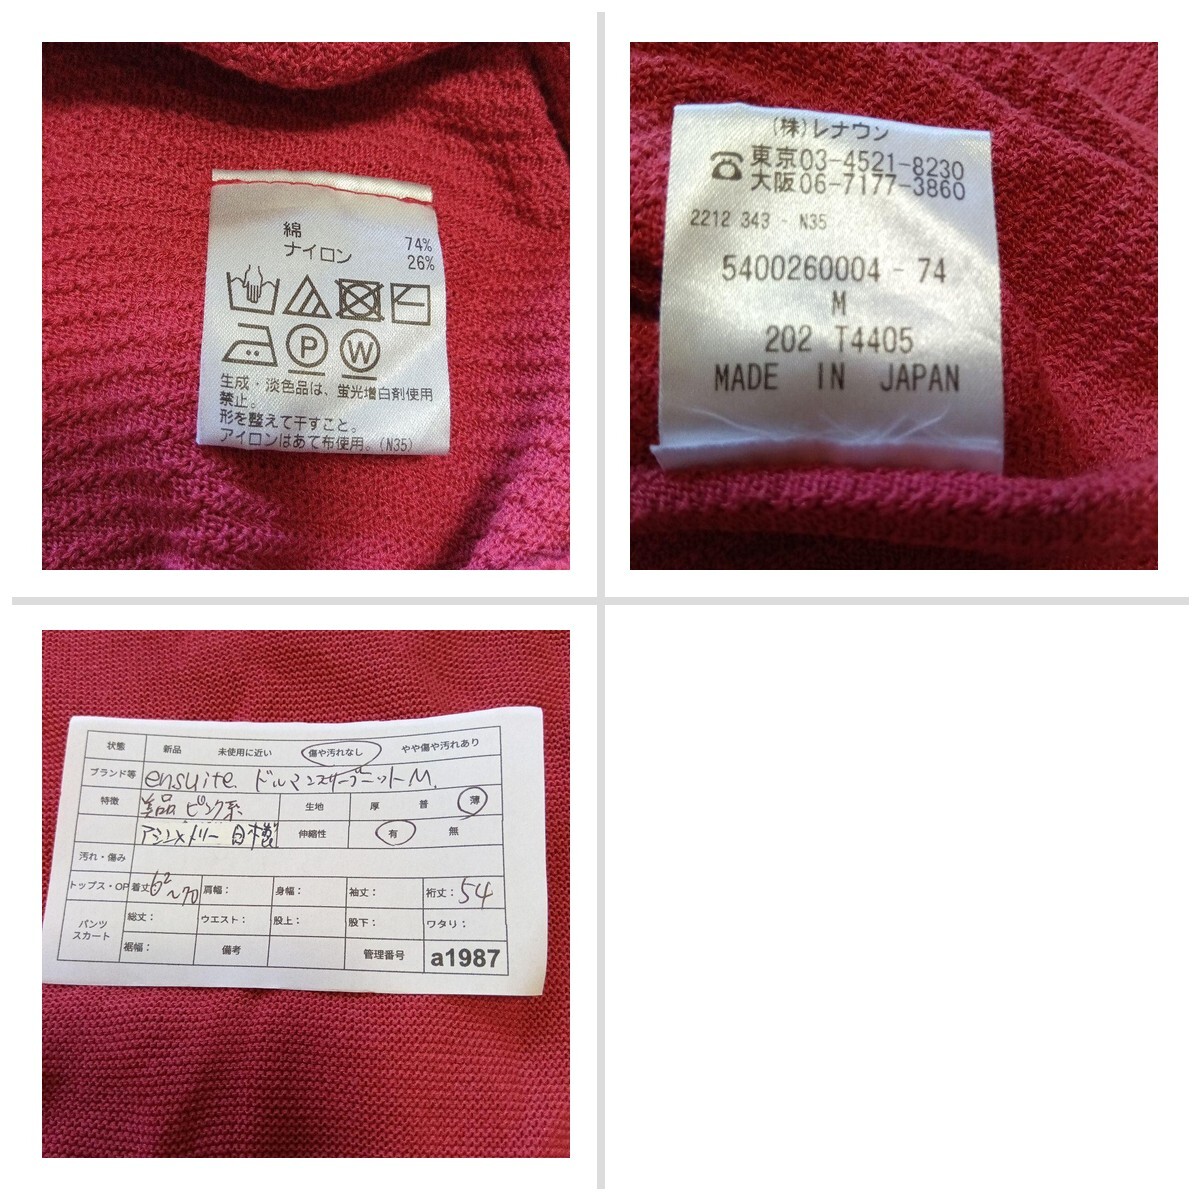 綿 74%
ナイロン 26%
P W
生成・淡色品は、蛍光増白剤使用
禁止。
形を整えて干すこと。
アイロンはあて布使用。(N35)
(株)レナウン
☎東京03-4521-8230
大阪06-7177-3860
2212 343 - N35
5400260004 - 74
M
202 T4405
MADE IN JAPAN
状態 新品 未使用に近い 傷や汚れなし やや傷や汚れあり
ブランド等 ensuite. ドルマンスリーブニットM.
特徴 美品 ピンク系 生地 厚 普 薄
アシンメトリー 日本製 伸縮性 有 無
汚れ・傷み
トップス・OP 着丈: 62~70 肩幅: 身幅: 袖丈: 裄丈: 54
パンツ スカート 総丈: ウエスト: 股上: 股下: ワタリ:
裾幅: 備考 管理番号 a1987